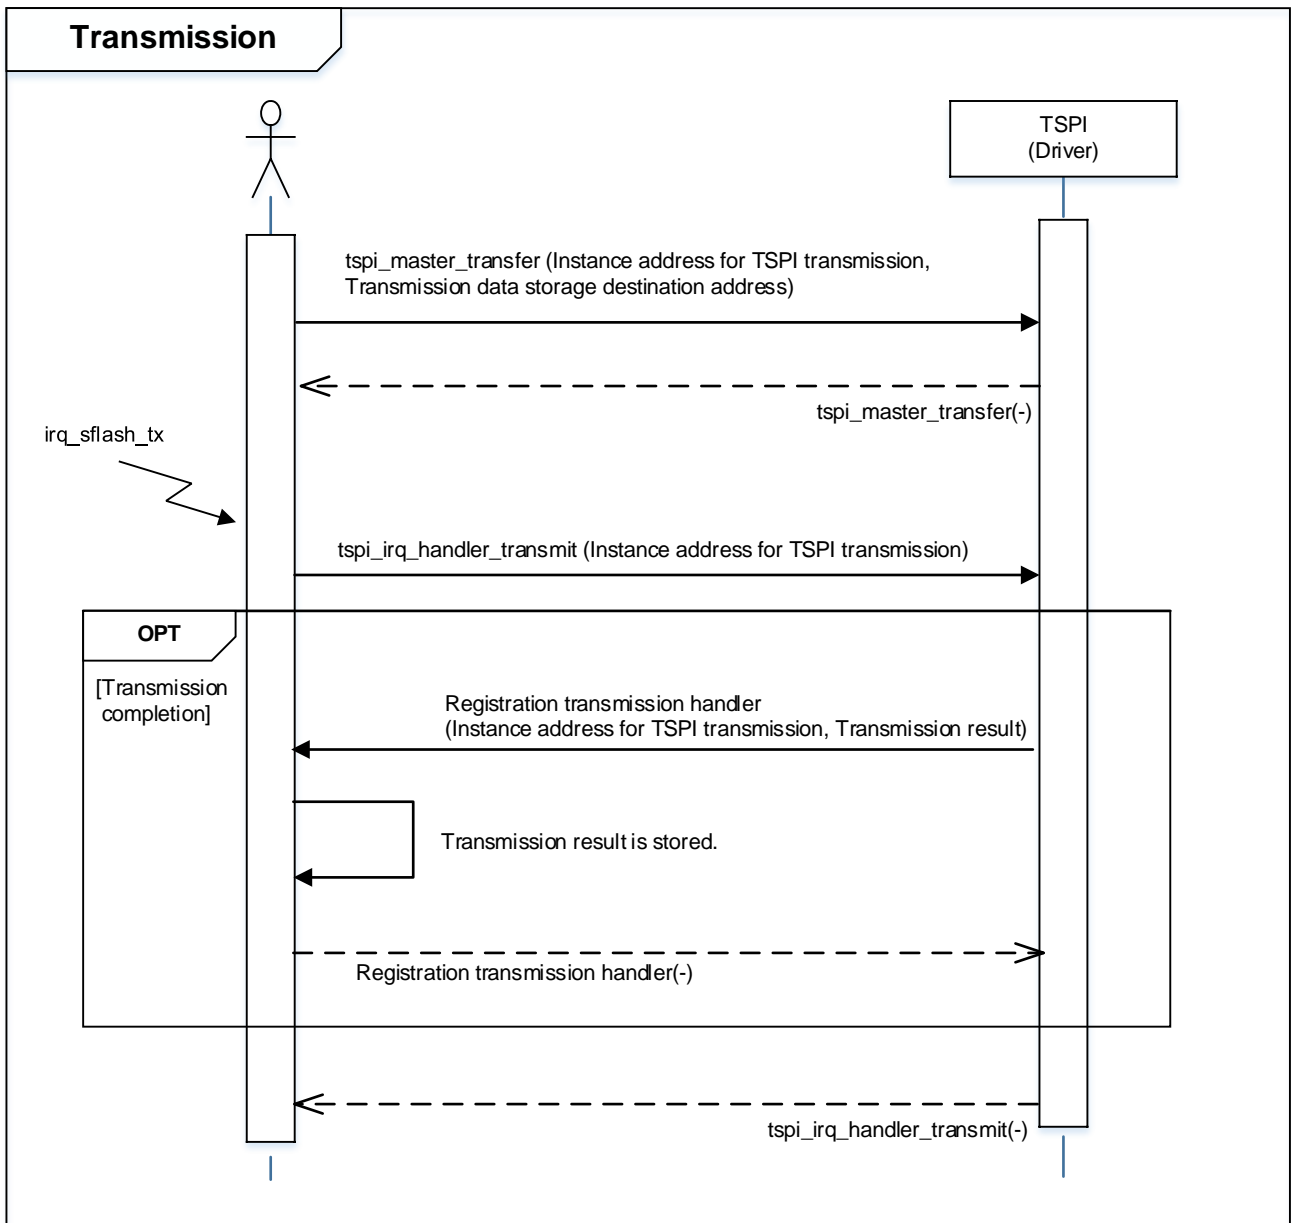 Transmission
TSPI
(Driver)
tspi_master_transfer (Instance address for TSPI transmission,
Transmission data storage destination address)
tspi_master_transfer(-)
irq_sflash_tx
tspi_irq_handler_transmit (Instance address for TSPI transmission)
OPT
[Transmission
completion]
Registration transmission handler
(Instance address for TSPI transmission, Transmission result)
Transmission result is stored.
Registration transmission handler(-)
tspi_irq_handler_transmit(-)